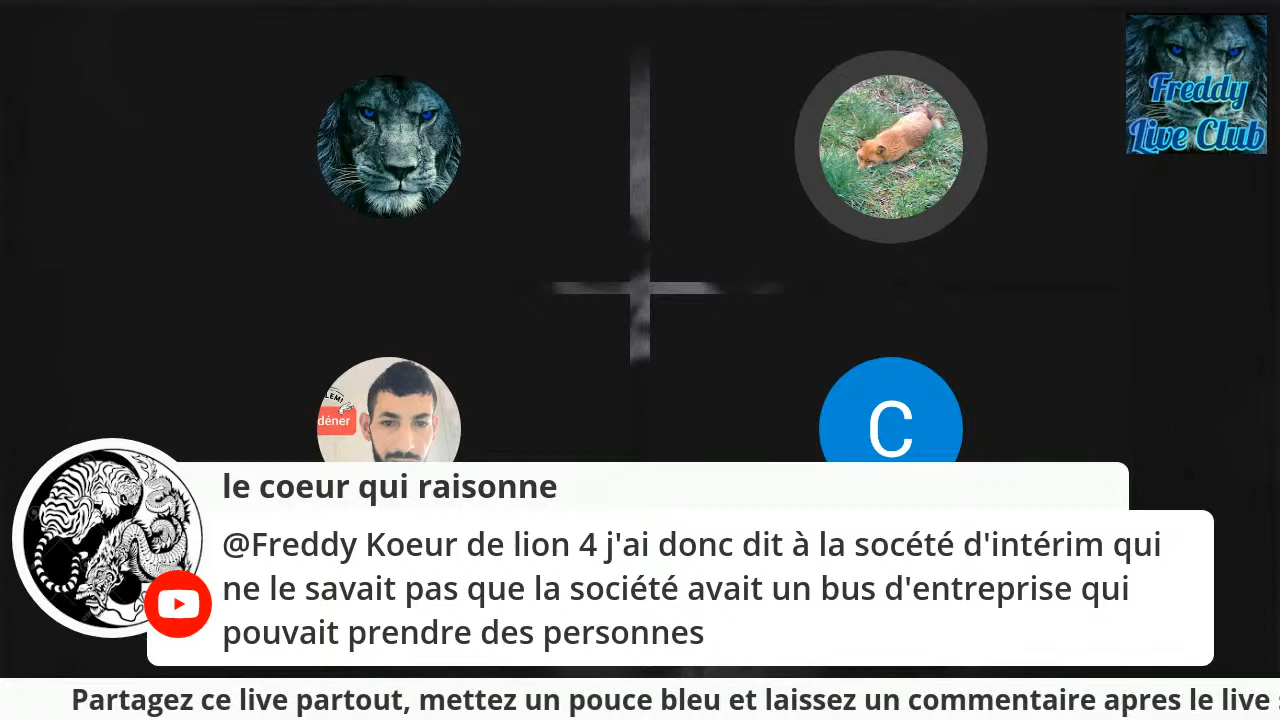 Freddy
Live Club
LEM!
déner
C
le coeur qui raisonne
@Freddy Koeur de lion 4 j'ai donc dit à la socété d'intérim qui
ne le savait pas que la société avait un bus d'entreprise qui
pouvait prendre des personnes
Partagez ce live partout, mettez un pouce bleu et laissez un commentaire apres le live